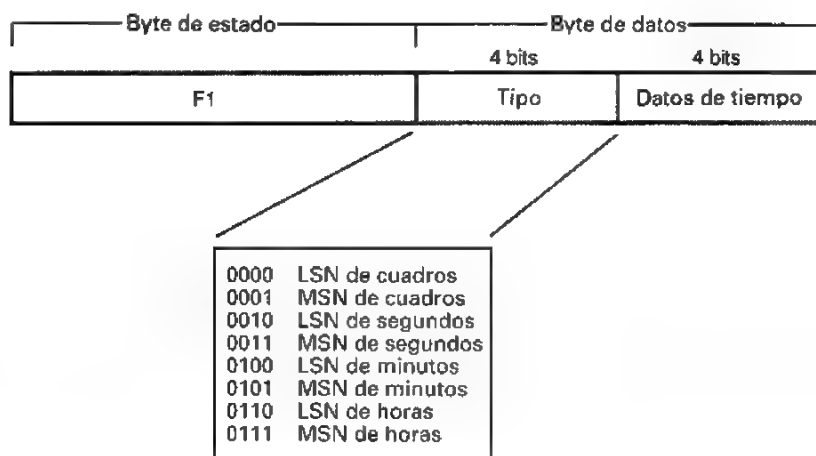 Byte de estado Byte de datos
4 bits 4 bits
F1 Tipo Datos de tiempo
0000 LSN de cuadros
0001 MSN de cuadros
0010 LSN de segundos
0011 MSN de segundos
0100 LSN de minutos
0101 MSN de minutos
0110 LSN de horas
0111 MSN de horas